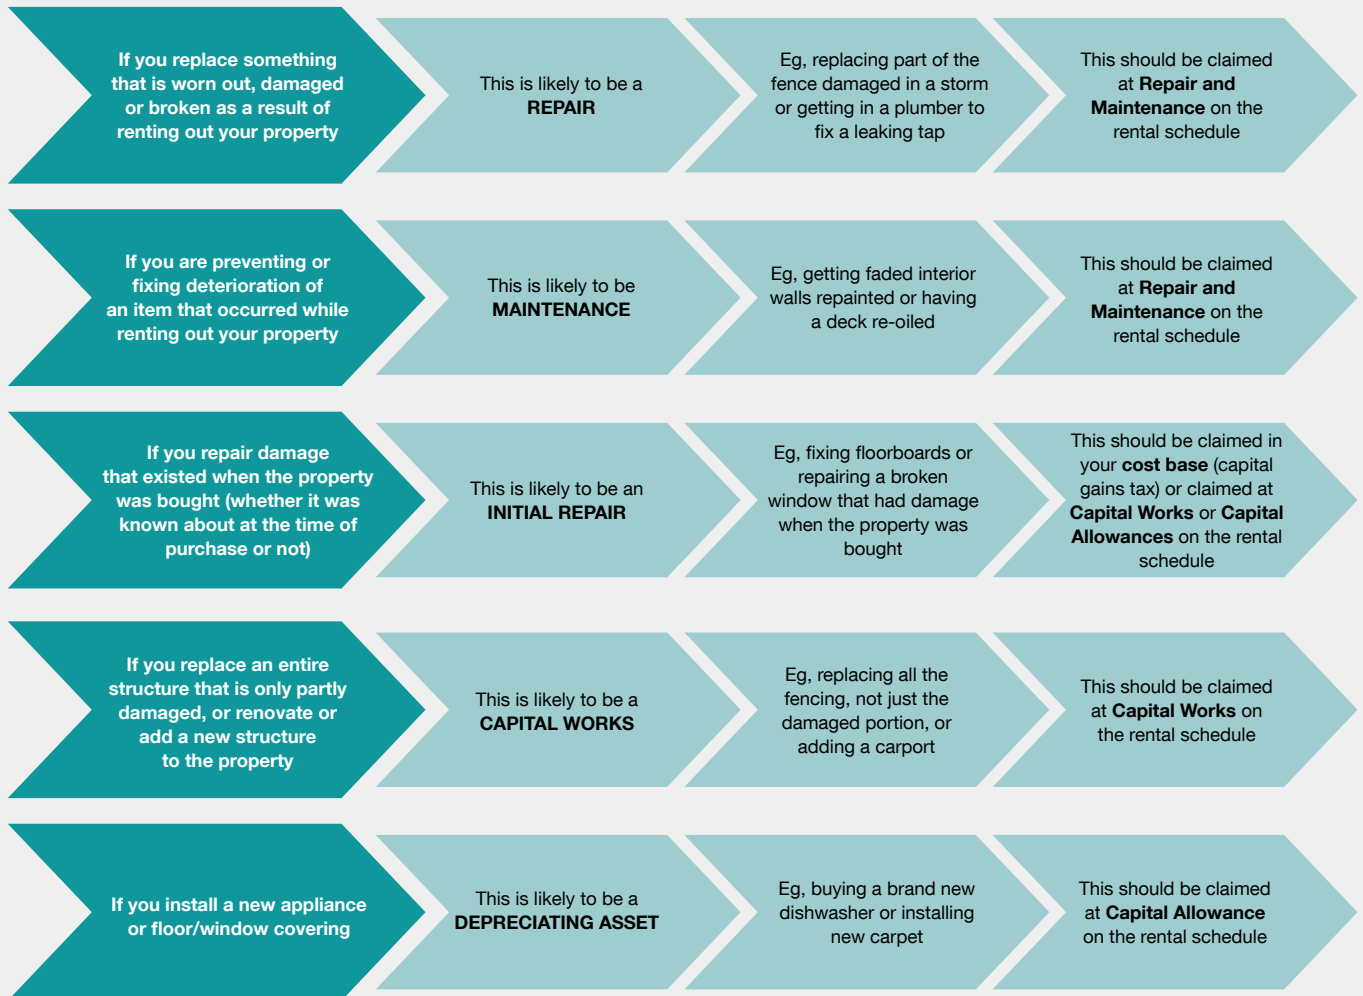 If you replace something
that is worn out, damaged
or broken as a result of
renting out your property
This is likely to be a
REPAIR
Eg, replacing part of the
fence damaged in a storm
or getting in a plumber to
fix a leaking tap
This should be claimed
at Repair and
Maintenance on the
rental schedule
If you are preventing or
fixing deterioration of
an item that occurred while
renting out your property
This is likely to be
MAINTENANCE
Eg, getting faded interior
walls repainted or having
a deck re-oiled
This should be claimed
at Repair and
Maintenance on the
rental schedule
If you repair damage
that existed when the property
was bought (whether it was
known about at the time of
purchase or not)
This is likely to be an
INITIAL REPAIR
Eg, fixing floorboards or
repairing a broken
window that had damage
when the property was
bought
This should be claimed in
your cost base (capital
gains tax) or claimed at
Capital Works or Capital
Allowances on the rental
schedule
If you replace an entire
structure that is only partly
damaged, or renovate or
add a new structure
to the property
This is likely to be a
CAPITAL WORKS
Eg, replacing all the
fencing, not just the
damaged portion, or
adding a carport
This should be claimed
at Capital Works on
the rental schedule
If you install a new appliance
or floor/window covering
This is likely to be a
DEPRECIATING ASSET
Eg, buying a brand new
dishwasher or installing
new carpet
This should be claimed
at Capital Allowance
on the rental schedule